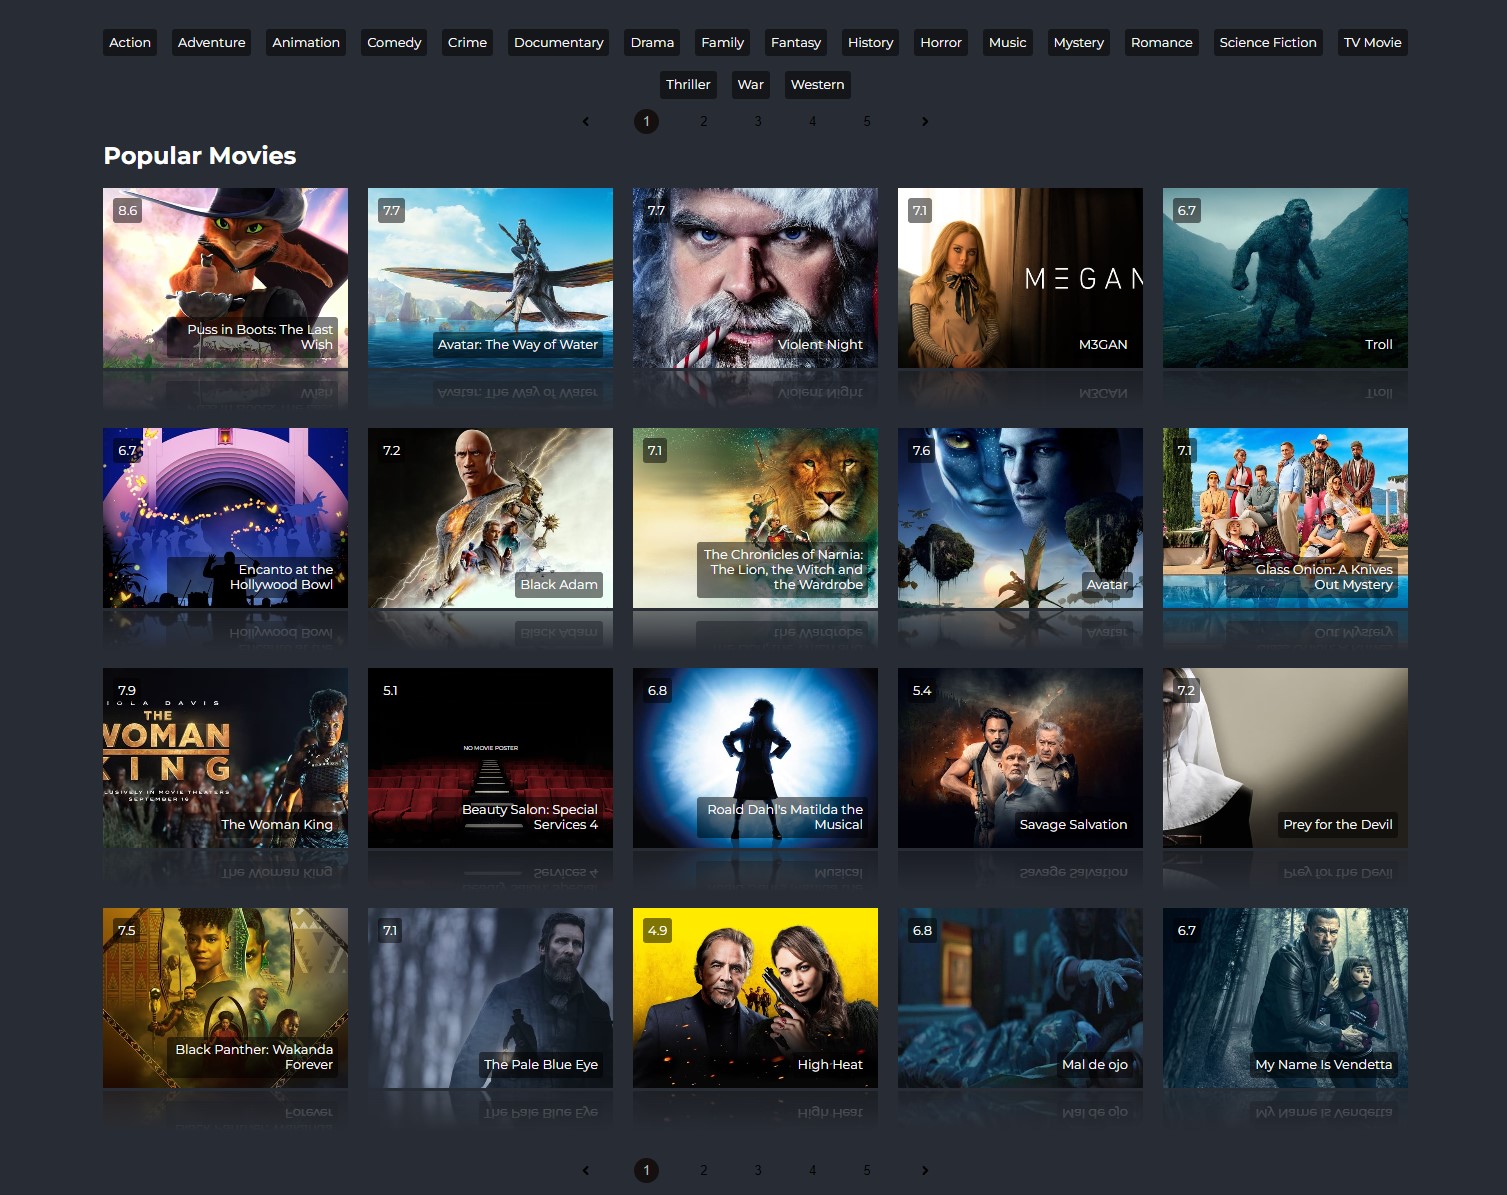 Action Adventure Animation Comedy Crime Documentary Drama Family Fantasy History Horror Music Mystery Romance Science Fiction TV Movie
Thriller War Western
1 2 3 4 5
Popular Movies
8.6
Puss in Boots: The Last
Wish
7.7
Avatar: The Way of Water
7.7
Violent Night
7.1
MΞGAN
M3GAN
6.7
Troll
6.7
Encanto at the
Hollywood Bowl
7.2
Black Adam
7.1
The Chronicles of Narnia:
The Lion, the Witch and
the Wardrobe
7.6
Avatar
7.1
Glass Onion: A Knives
Out Mystery
7.9
IOLA DAVIS
THE
WOMAN
KING
LUSIVELY IN MOVIE THEATERS
SEPTEMBER 16
The Woman King
5.1
NO MOVIE POSTER
Beauty Salon: Special
Services 4
6.8
Roald Dahl's Matilda the
Musical
5.4
Savage Salvation
7.2
Prey for the Devil
7.5
Black Panther: Wakanda
Forever
7.1
The Pale Blue Eye
4.9
High Heat
6.8
Mal de ojo
6.7
My Name Is Vendetta
1 2 3 4 5